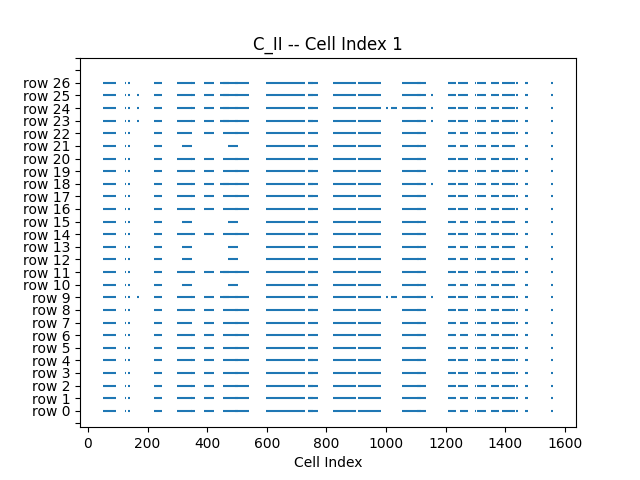 C_II -- Cell Index 1
row 26
row 25
row 24
row 23
row 22
row 21
row 20
row 19
row 18
row 17
row 16
row 15
row 14
row 13
row 12
row 11
row 10
row 9
row 8
row 7
row 6
row 5
row 4
row 3
row 2
row 1
row 0
0 200 400 600 800 1000 1200 1400 1600
Cell Index